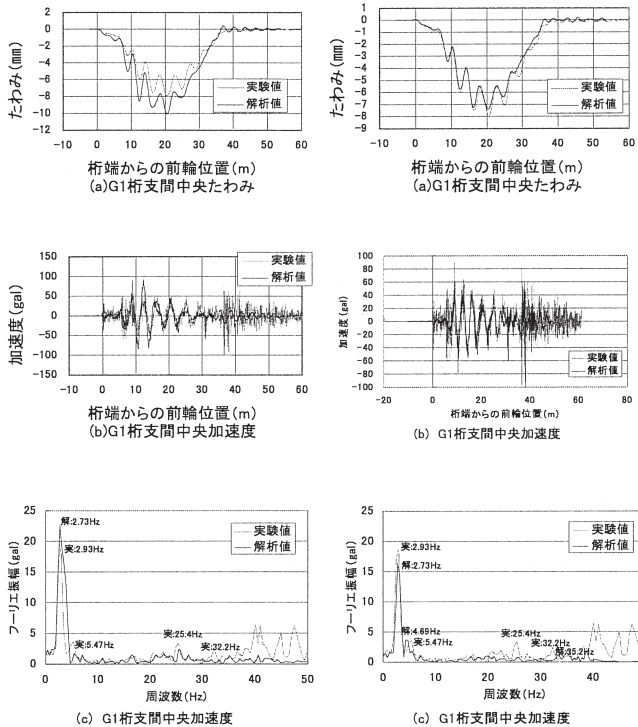 たわみ(mm)
0
-2
-4
-6
-8
-10
-12
実験値
解析値
-10 0 10 20 30 40 50 60
桁端からの前輪位置(m)
(a)G1桁支間中央たわみ
たわみ(mm)
0
-1
-2
-3
-4
-5
-6
-7
-8
-9
実験値
解析値
-10 0 10 20 30 40 50 60
桁端からの前輪位置(m)
(a)G1桁支間中央たわみ
加速度(gal)
150
100
50
0
-50
-100
-150
実験値
解析値
-10 0 10 20 30 40 50 60
桁端からの前輪位置(m)
(b)G1桁支間中央加速度
加速度(gal)
100
80
60
40
20
0
-20
-40
-60
-80
-100
実験値
解析値
-20 0 20 40 60 80
桁端からの前輪位置(m)
(b) G1桁支間中央加速度
フーリエ振幅(gal)
25
20
15
10
5
0
解:2.73Hz
実:2.93Hz
実:5.47Hz
実:25.4Hz
実:32.2Hz
実験値
解析値
0 10 20 30 40 50
周波数(Hz)
(c) G1桁支間中央加速度
フーリエ振幅(gal)
25
20
15
10
5
0
実:2.93Hz
解:2.73Hz
解:4.69Hz
実:5.47Hz
実:25.4Hz
実:32.2Hz
解:35.2Hz
実験値
解析値
0 10 20 30 40 50
周波数(Hz)
(c) G1桁支間中央加速度